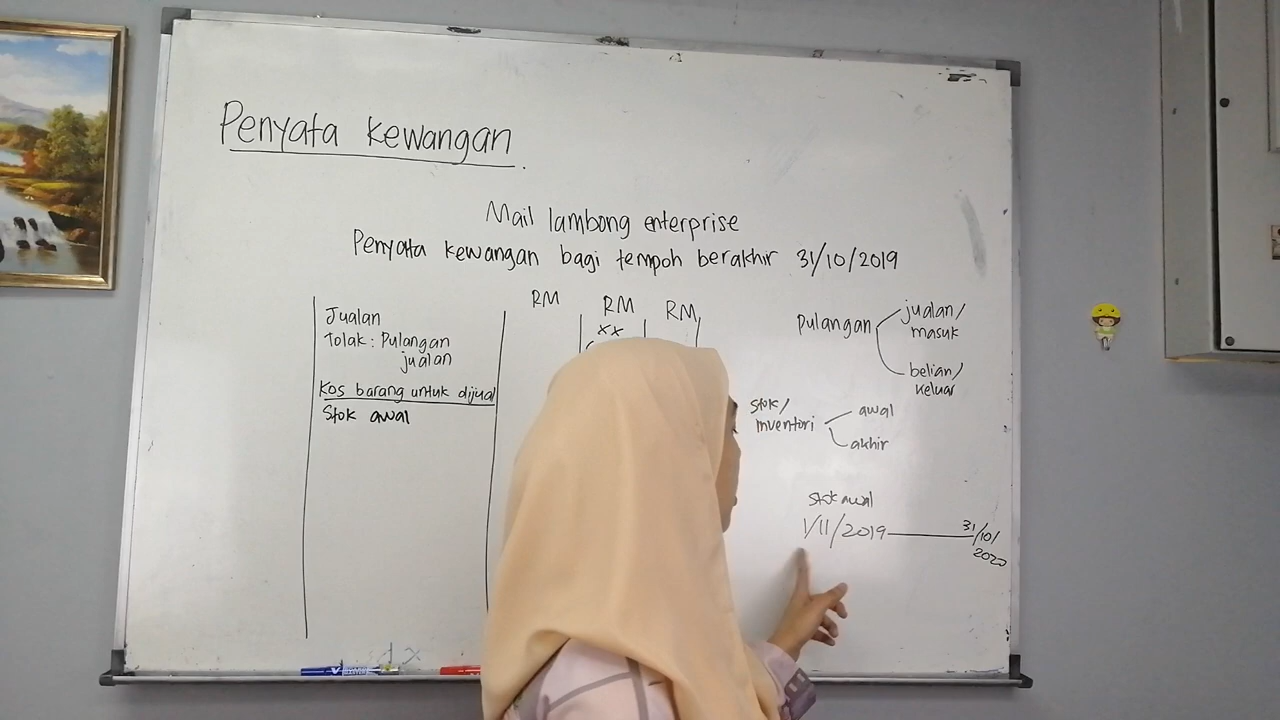 Penyata Kewangan
Mail lambong enterprise
Penyata kewangan bagi tempoh berakhir 31/10/2019
RM RM RM
Jualan xx
Tolak: Pulangan
jualan
Kos barang untuk dijual
Stok awal
Pulangan
jualan/
masuk
belian/
keluar
Stok/
inventori
awal
akhir
Stok awal
1/11/2019
31/10/
2020